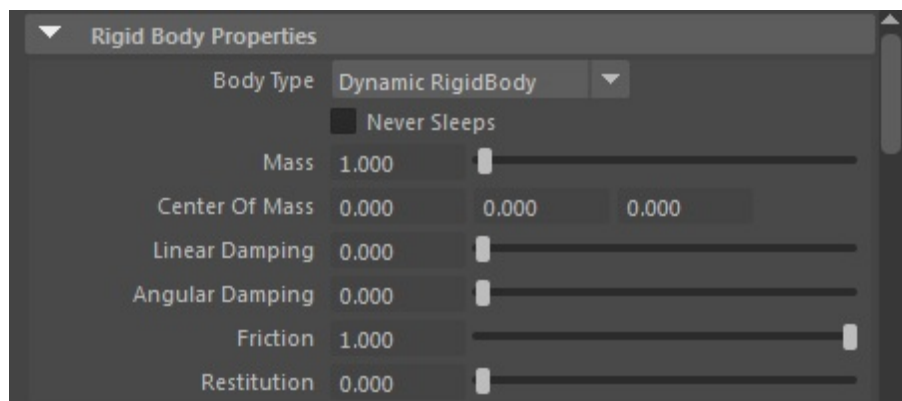 Rigid Body Properties
Body Type Dynamic RigidBody
Never Sleeps
Mass 1.000
Center Of Mass 0.000 0.000 0.000
Linear Damping 0.000
Angular Damping 0.000
Friction 1.000
Restitution 0.000